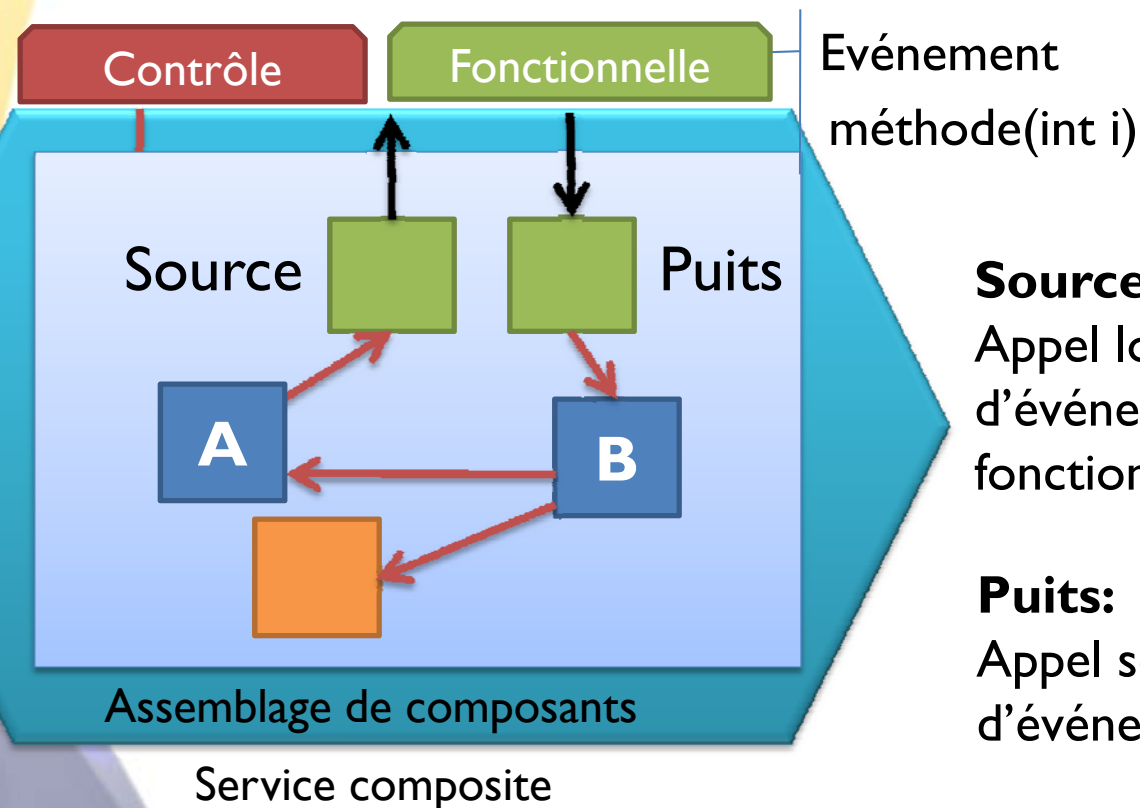 Contrôle
Fonctionnelle
Evénement
méthode(int i)
Source
Puits
A
B
Assemblage de composants
Service composite
Source
Appel
d'événe
fonction
Puits:
Appel s
d'événe